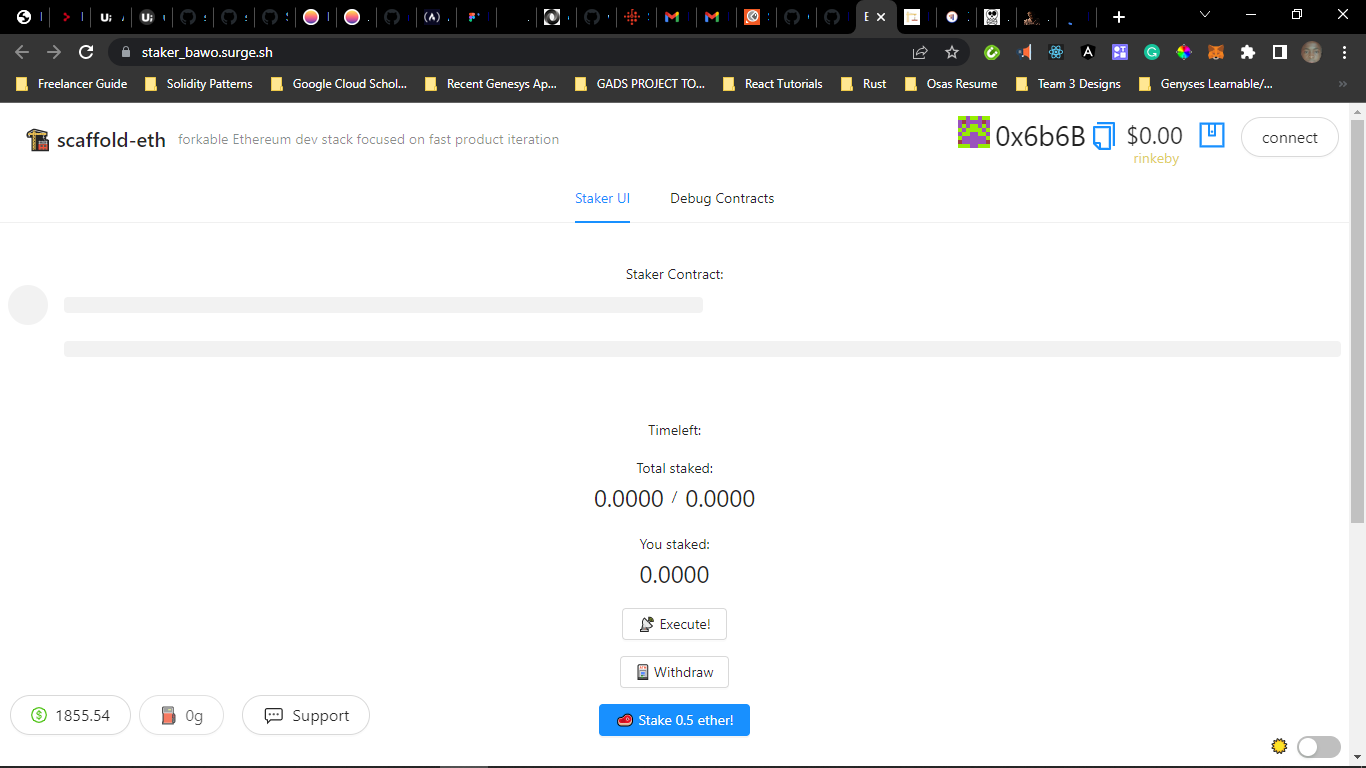 staker_bawo.surge.sh
Freelancer Guide Solidity Patterns Google Cloud Schol... Recent Genesys Ap... GADS PROJECT TO... React Tutorials Rust Osas Resume Team 3 Designs Genyses Learnable/... »
scaffold-eth forkable Ethereum dev stack focused on fast product iteration 0x6b6B $0.00 connect
rinkeby
Staker UI Debug Contracts
Staker Contract:
Timeleft:
Total staked:
0.0000 / 0.0000
You staked:
0.0000
Execute!
Withdraw
1855.54 0g Support Stake 0.5 ether!